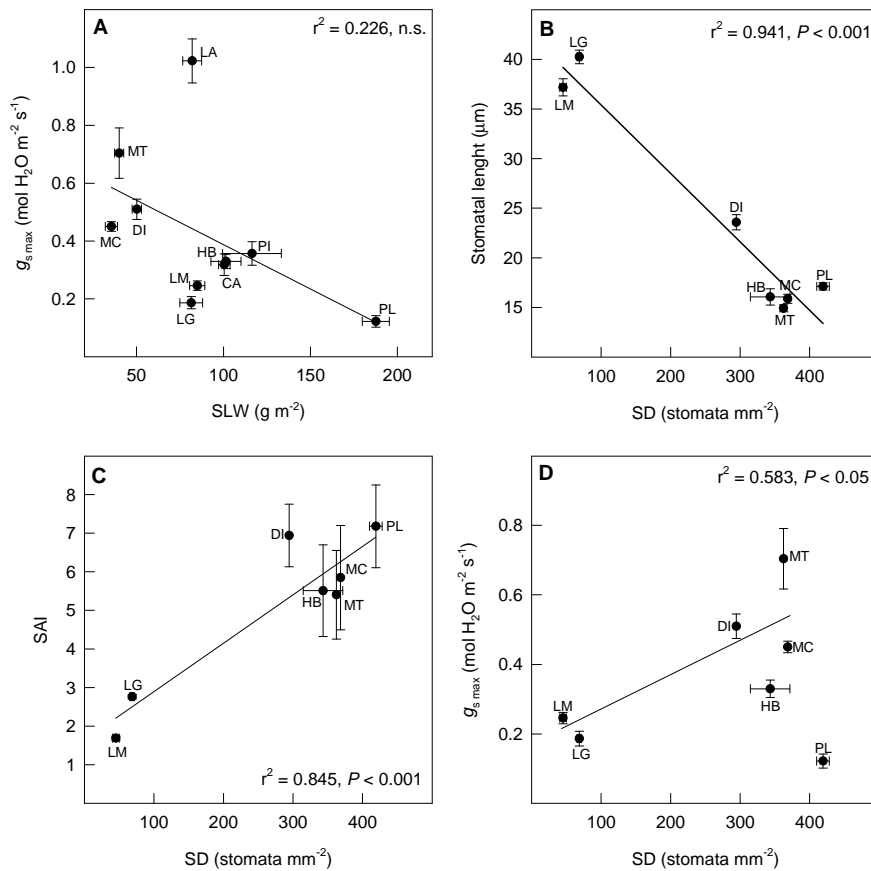 A
r² = 0.226, n.s.
LA
MT
DI
MC
HB
PI
CA
LM
LG
PL
1.0
0.8
0.6
0.4
0.2
g s max (mol H₂O m⁻² s⁻¹)
50 100 150 200
SLW (g m⁻²)
B
r² = 0.941, P < 0.001
LG
LM
DI
HB
MC
PL
MT
40
35
30
25
20
15
Stomatal lenght (μm)
100 200 300 400
SD (stomata mm⁻²)
C
DI
PL
MC
HB
MT
LG
LM
r² = 0.845, P < 0.001
8
7
6
5
4
3
2
1
SAI
100 200 300 400
SD (stomata mm⁻²)
D
r² = 0.583, P < 0.05
MT
DI
MC
HB
LM
LG
PL
0.8
0.6
0.4
0.2
g s max (mol H₂O m⁻² s⁻¹)
100 200 300 400
SD (stomata mm⁻²)